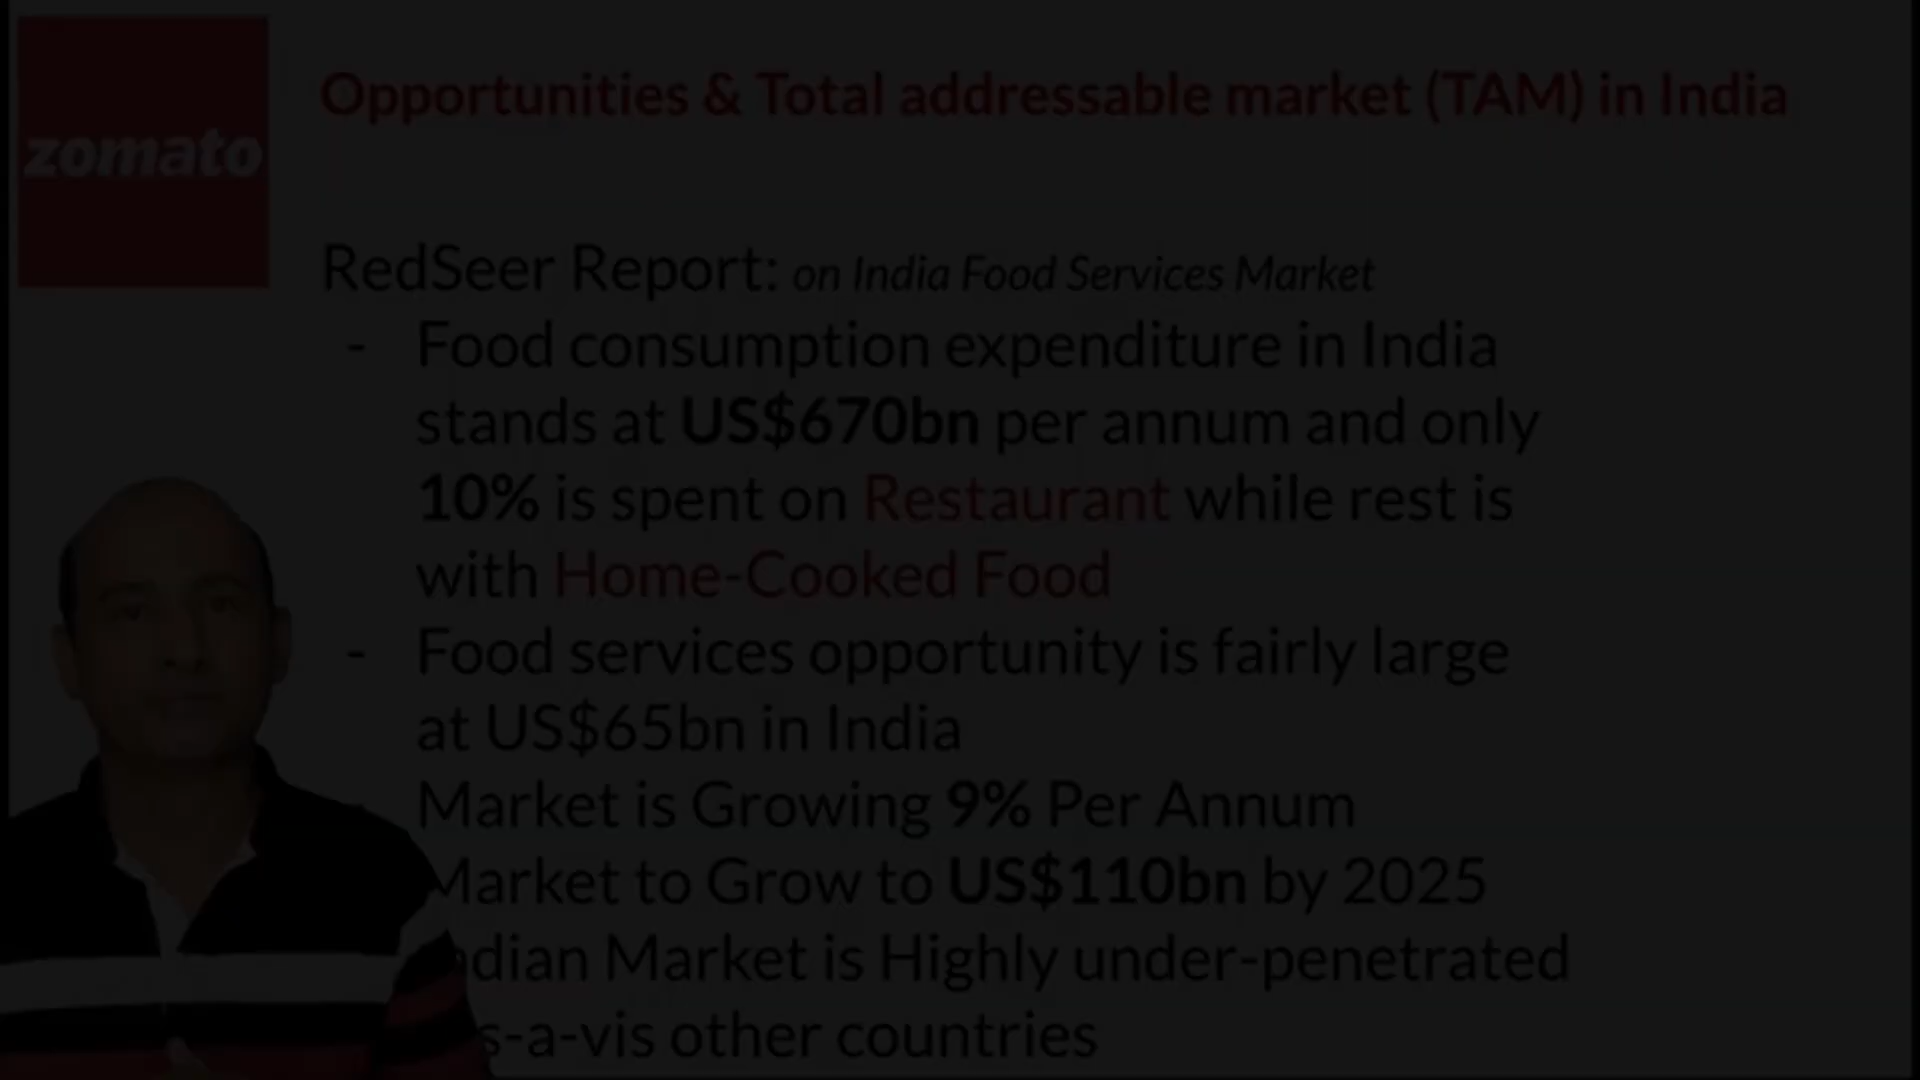 zomato
Opportunities & Total addressable market (TAM) in India
RedSeer Report: on India Food Services Market
- Food consumption expenditure in India
stands at US$670bn per annum and only
10% is spent on Restaurant while rest is
with Home-Cooked Food
- Food services opportunity is fairly large
at US$65bn in India
Market is Growing 9% Per Annum
Market to Grow to US$110bn by 2025
ndian Market is Highly under-penetrated
s-a-vis other countries